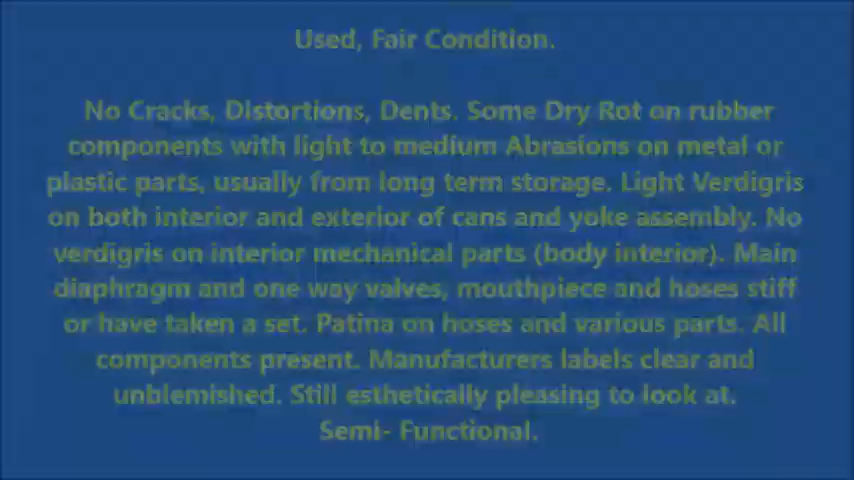 Used, Fair Condition.
No Cracks, DIstortions, Dents. Some Dry Rot on rubber
components with light to medium Abrasions on metal or
plastic parts, usually from long term storage. Light Verdigris
on both interior and exterior of cans and yoke assembly. No
verdigris on interior mechanical parts (body interior). Main
diaphragm and one way valves, mouthpiece and hoses stiff
or have taken a set. Patina on hoses and various parts. All
components present. Manufacturers labels clear and
unblemished. Still esthetically pleasing to look at.
Semi- Functional.